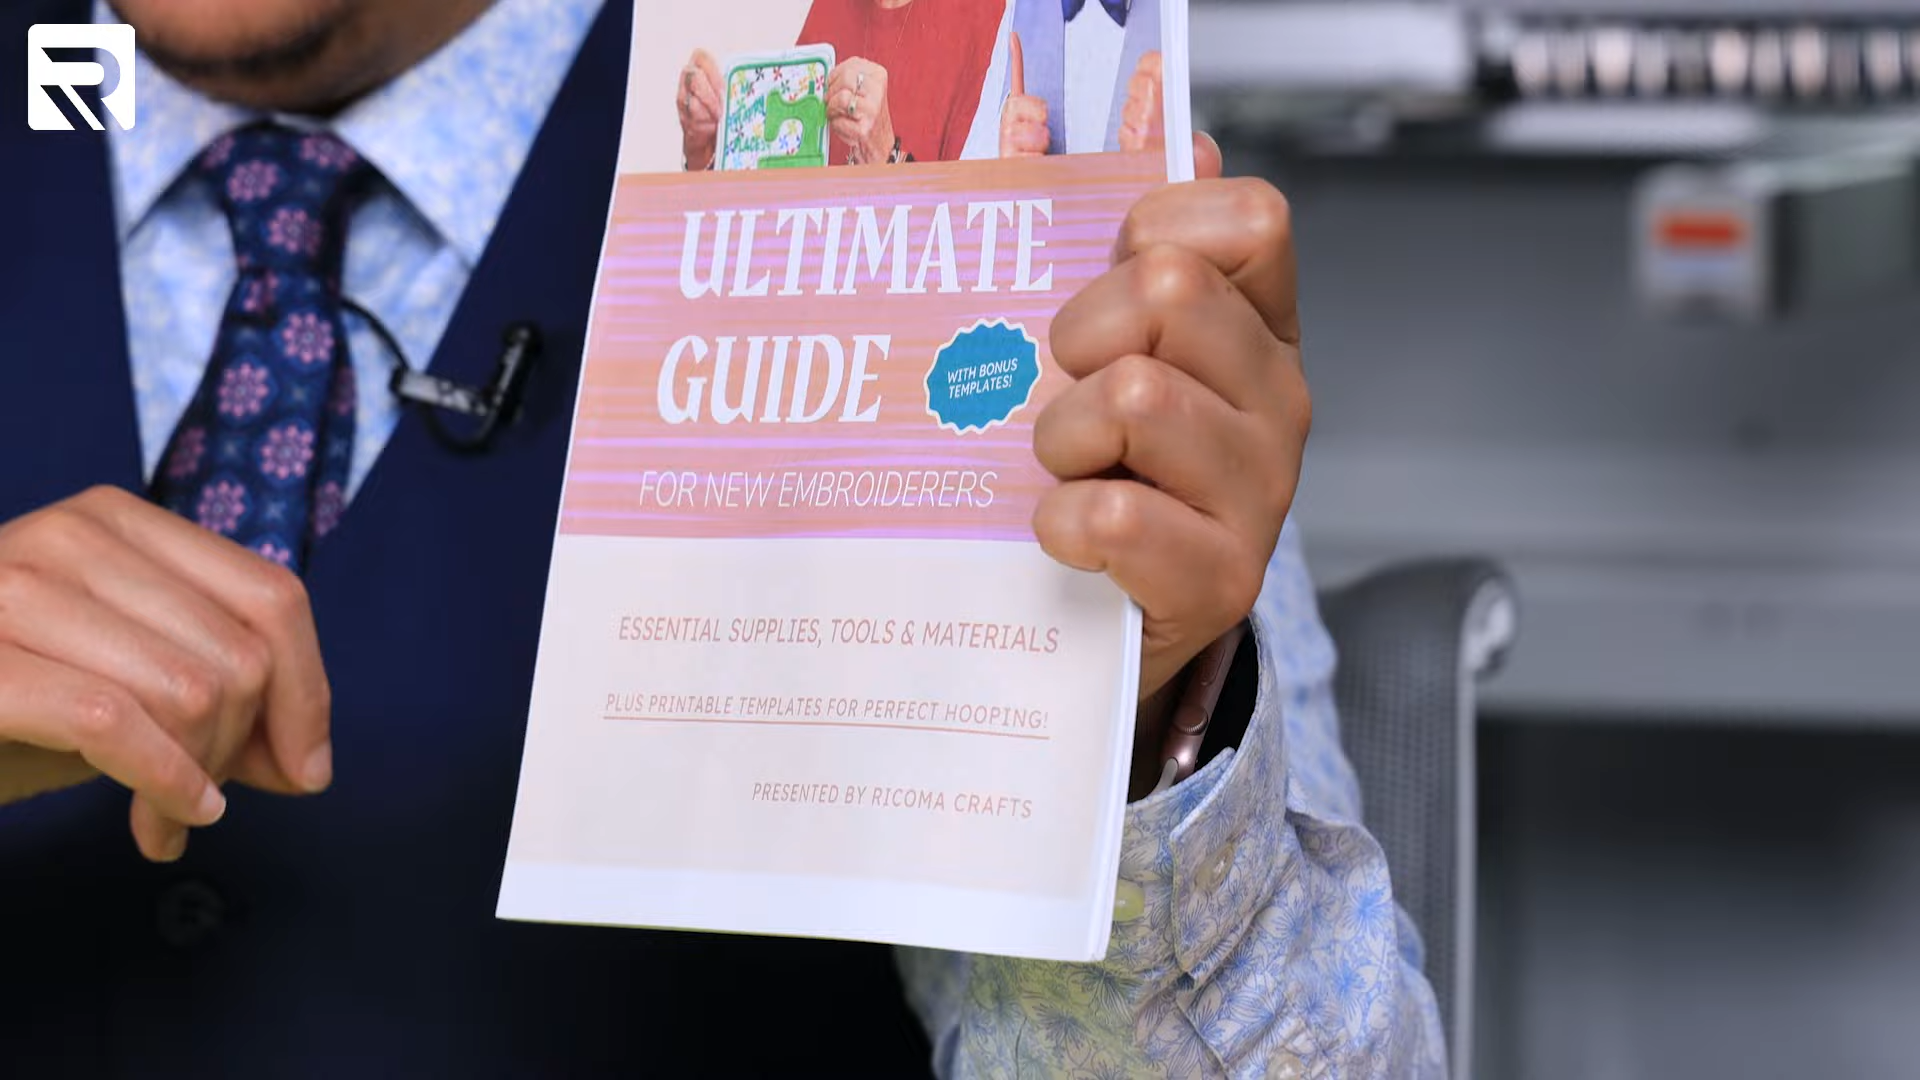 ULTIMATE
GUIDE
WITH BONUS
TEMPLATES!
FOR NEW EMBROIDERERS
ESSENTIAL SUPPLIES, TOOLS & MATERIALS
PLUS PRINTABLE TEMPLATES FOR PERFECT HOOPING!
PRESENTED BY RICOMA CRAFTS